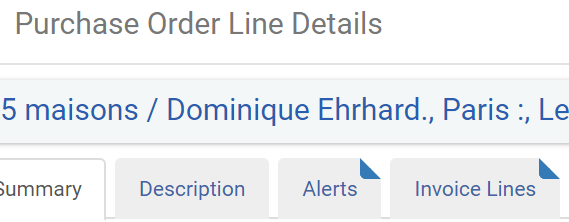 Purchase Order Line Details
5 maisons / Dominique Ehrhard., Paris :, Le
Summary Description Alerts Invoice Lines